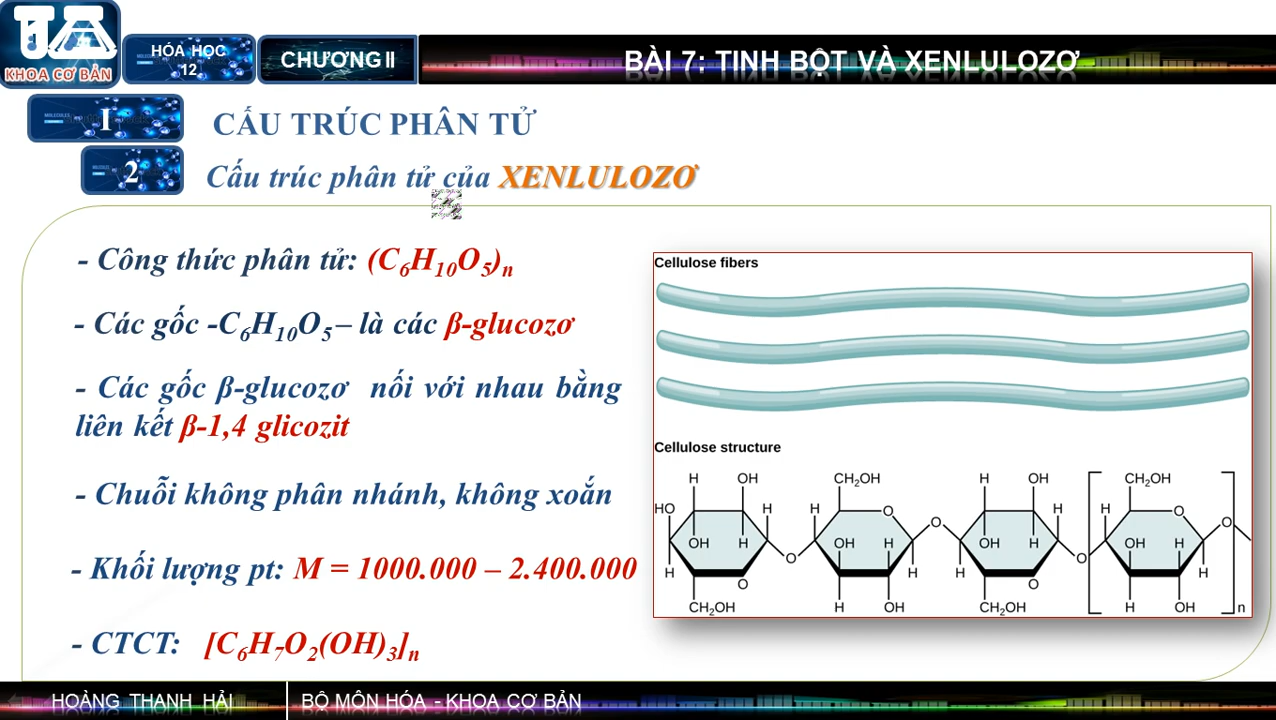 KHOA CƠ BẢN
HÓA HỌC
12
CHƯƠNG II
BÀI 7: TINH BỘT VÀ XENLULOZƠ
I
CẤU TRÚC PHÂN TỬ
2
Cấu trúc phân tử của XENLULOZƠ
- Công thức phân tử: (C6H10O5)n
- Các gốc -C6H10O5 – là các β-glucozơ
- Các gốc β-glucozơ nối với nhau bằng
liên kết β-1,4 glicozit
- Chuỗi không phân nhánh, không xoắn
- Khối lượng pt: M = 1000.000 – 2.400.000
- CTCT: [C6H7O2(OH)3]n
Cellulose fibers
Cellulose structure
H OH CH2OH H OH CH2OH
HO H H O O H H O O
OH H OH H OH H OH H
H O O H H O O H
CH2OH H OH CH2OH H OH n
HOÀNG THANH HẢI
BỘ MÔN HÓA - KHOA CƠ BẢN